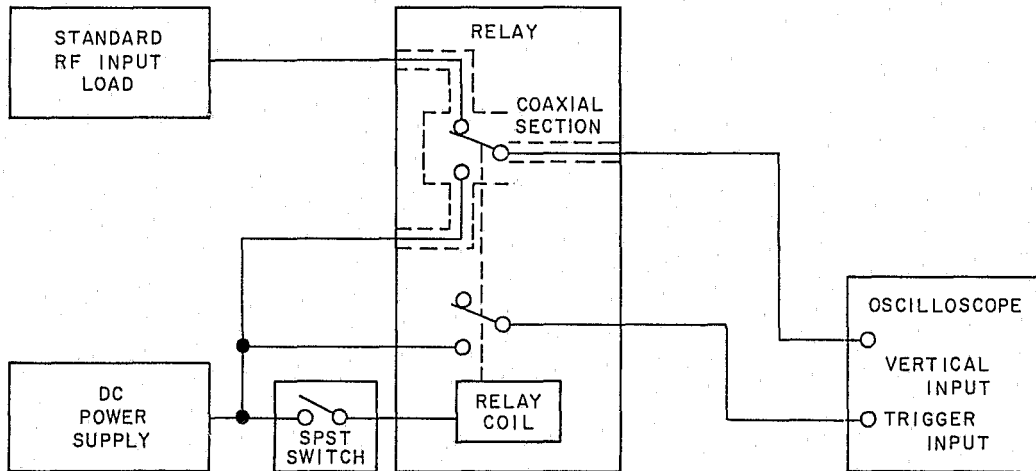 STANDARD
RF INPUT
LOAD
RELAY
COAXIAL
SECTION
OSCILLOSCOPE
VERTICAL
INPUT
TRIGGER
INPUT
DC
POWER
SUPPLY
SPST
SWITCH
RELAY
COIL